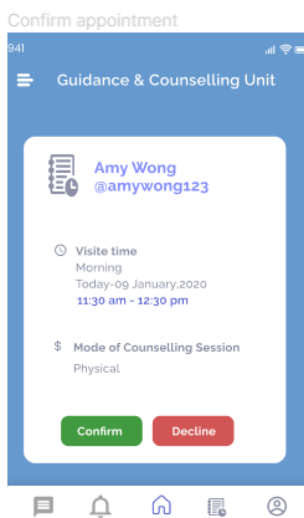 Confirm appointment
941
Guidance & Counselling Unit
Amy Wong
@amywong123
Visite time
Morning
Today-09 January,2020
11:30 am - 12:30 pm
$ Mode of Counselling Session
Physical
Confirm Decline